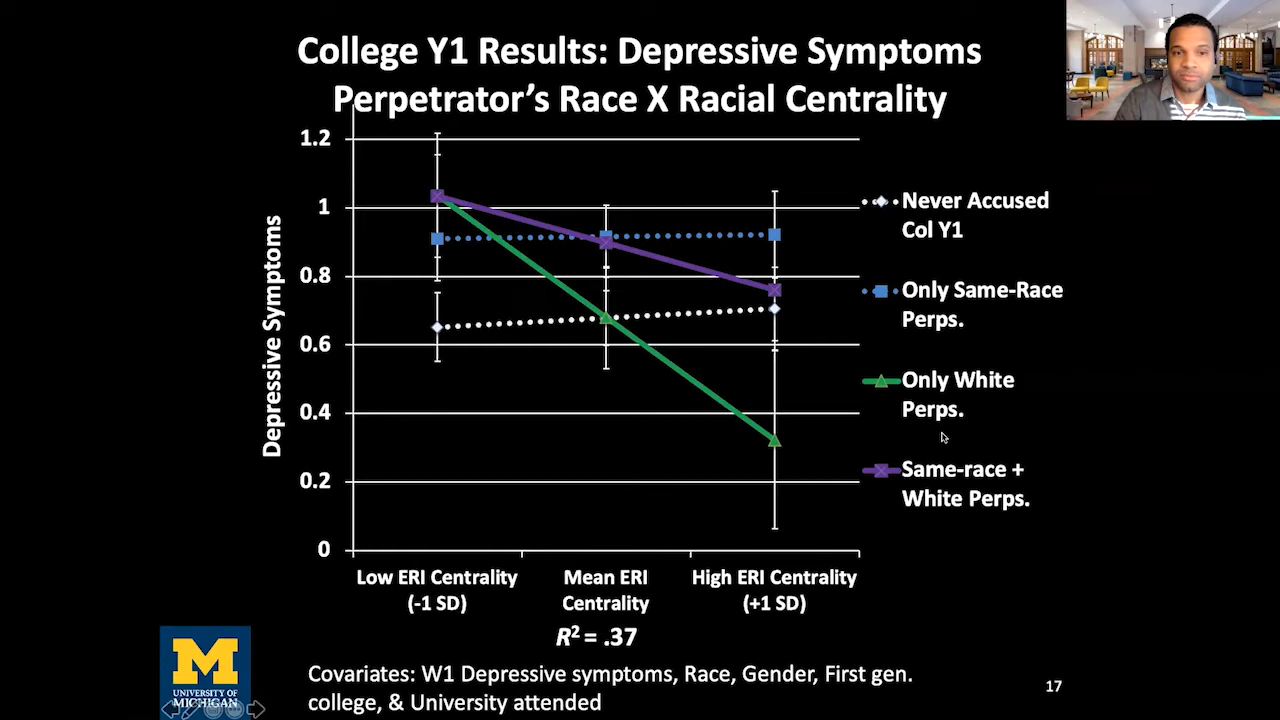 College Y1 Results: Depressive Symptoms
Perpetrator's Race X Racial Centrality
1.2
1
0.8
0.6
0.4
0.2
0
Depressive Symptoms
Low ERI Centrality
(-1 SD)
Mean ERI
Centrality
High ERI Centrality
(+1 SD)
R² = .37
Never Accused
Col Y1
Only Same-Race
Perps.
Only White
Perps.
Same-race +
White Perps.
Covariates: W1 Depressive symptoms, Race, Gender, First gen.
college, & University attended
M
UNIVERSITY OF
MICHIGAN
17